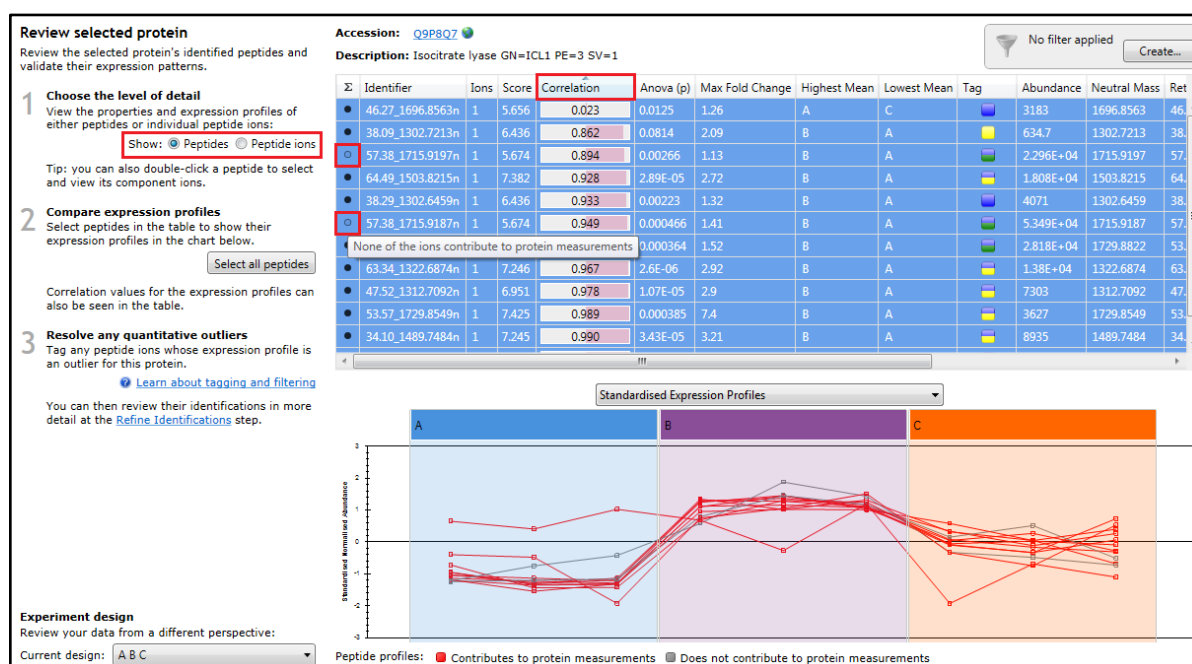 Review selected protein
Review the selected protein's identified peptides and
validate their expression patterns.
1 Choose the level of detail
View the properties and expression profiles of
either peptides or individual peptide ions:
Show: Peptides Peptide ions
Tip: you can also double-click a peptide to select
and view its component ions.
2 Compare expression profiles
Select peptides in the table to show their
expression profiles in the chart below.
Select all peptides
Correlation values for the expression profiles can
also be seen in the table.
3 Resolve any quantitative outliers
Tag any peptide ions whose expression profile is
an outlier for this protein.
Learn about tagging and filtering
You can then review their identifications in more
detail at the Refine Identifications step.
Experiment design
Review your data from a different perspective:
Current design: A B C
Accession: Q9P8Q7
Description: Isocitrate lyase GN=ICL1 PE=3 SV=1
No filter applied
Create...
Σ Identifier Ions Score Correlation Anova (p) Max Fold Change Highest Mean Lowest Mean Tag Abundance Neutral Mass Ret
46.27_1696.8563n 1 5.656 0.023 0.0125 1.26 A C 3183 1696.8563 46.
38.09_1302.7213n 1 6.436 0.862 0.0814 2.09 B A 634.7 1302.7213 38.
57.38_1715.9197n 1 5.674 0.894 0.00266 1.13 B A 2.296E+04 1715.9197 57.
64.49_1503.8215n 1 7.382 0.928 2.89E-05 2.72 B A 1.808E+04 1503.8215 64.
38.29_1302.6459n 1 6.436 0.933 0.00223 1.32 B A 4071 1302.6459 38.
57.38_1715.9187n 1 5.674 0.949 0.000466 1.41 B A 5.349E+04 1715.9187 57.
None of the ions contribute to protein measurements 0.000364 1.52 B A 2.818E+04 1729.8822 53.
63.34_1322.6874n 1 7.246 0.967 2.6E-06 2.92 B A 1.38E+04 1322.6874 63.
47.52_1312.7092n 1 6.951 0.978 1.07E-05 2.9 B A 7303 1312.7092 47.
53.57_1729.8549n 1 7.425 0.989 0.000385 7.4 B A 3627 1729.8549 53.
34.10_1489.7484n 1 7.245 0.990 3.43E-05 3.21 B A 8935 1489.7484 34.
Standardised Expression Profiles
A B C
Standardised Normalised Abundance
3
2
1
0
-1
-2
-3
Peptide profiles: Contributes to protein measurements Does not contribute to protein measurements